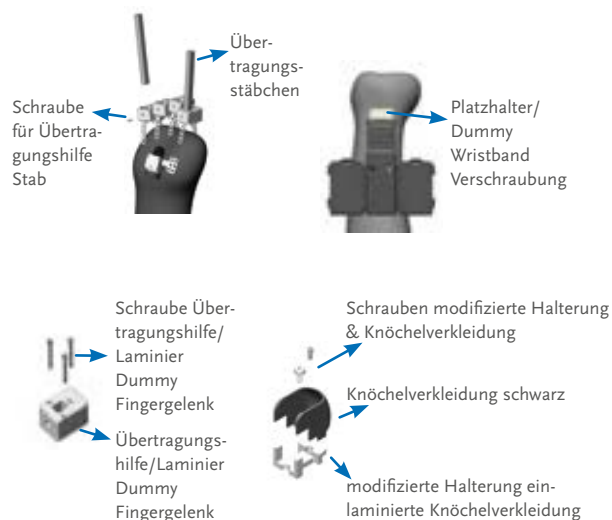 Über-
tragungs-
stäbchen
Schraube
für Übertra-
gungshilfe
Stab
Platzhalter/
Dummy
Wristband
Verschraubung
Schraube Über-
tragungshilfe/
Laminier
Dummy
Fingergelenk
Übertragungs-
hilfe/Laminier
Dummy
Fingergelenk
Schrauben modifizierte Halterung
& Knöchelverkleidung
Knöchelverkleidung schwarz
modifizierte Halterung ein-
laminierte Knöchelverkleidung